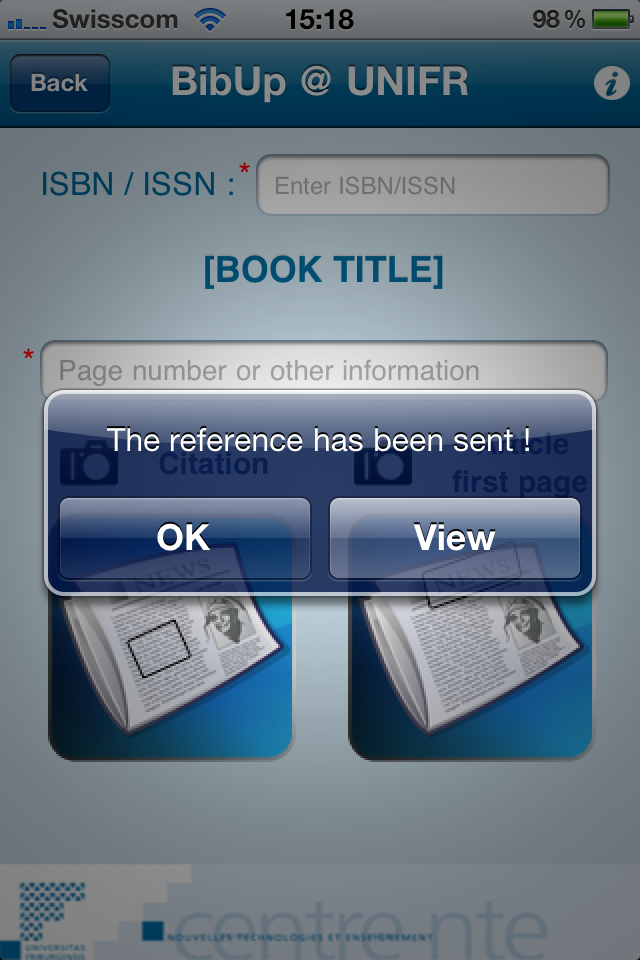 Swisscom 15:18 98 %
Back BibUp @ UNIFR
ISBN / ISSN : * Enter ISBN/ISSN
[BOOK TITLE]
* Page number or other information
The reference has been sent !
Citation
first page
OK View
NEWS NEWS
centre nte
NOUVELLES TECHNOLOGIES ET ENSEIGNEMENT
UNIVERSITAS
FRIBURGENSIS